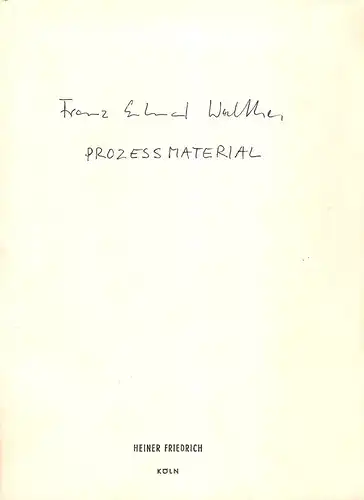 Franz Erhard Walther
PROZESSMATERIAL
HEINER FRIEDRICH
KÖLN